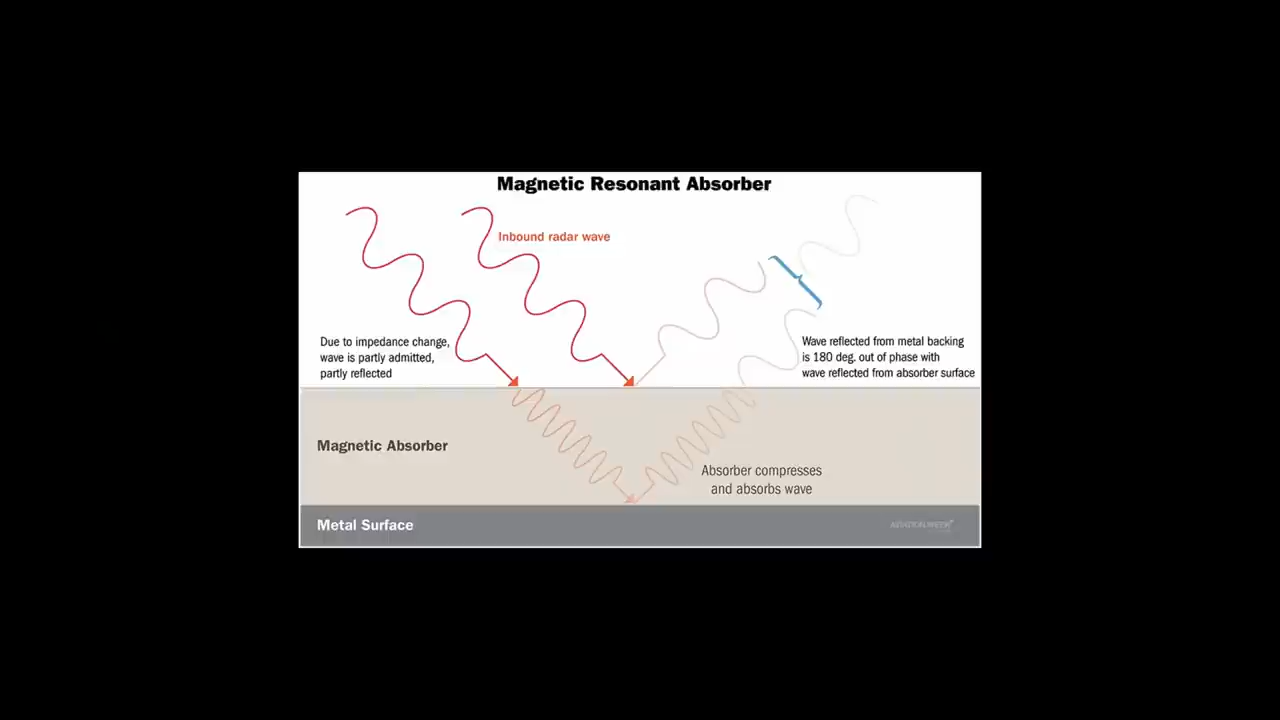 Magnetic Resonant Absorber
Inbound radar wave
Due to impedance change,
wave is partly admitted,
partly reflected
Wave reflected from metal backing
is 180 deg. out of phase with
wave reflected from absorber surface
Magnetic Absorber
Absorber compresses
and absorbs wave
Metal Surface
AVIATION WEEK